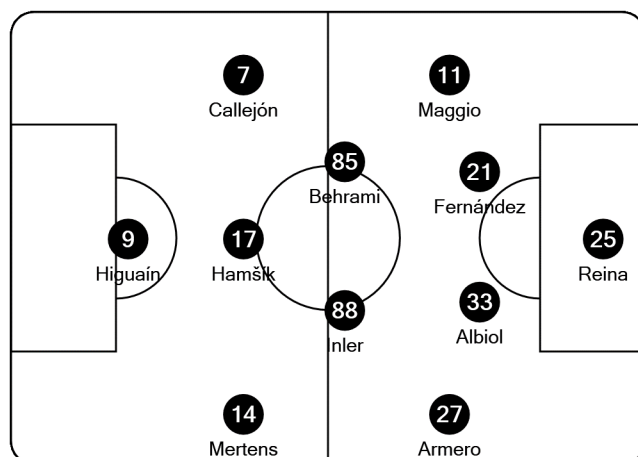 7
Callejón
11
Maggio
85
Behrami
21
Fernández
9
Higuaín
17
Hamšík
25
Reina
88
Inler
33
Albiol
14
Mertens
27
Armero